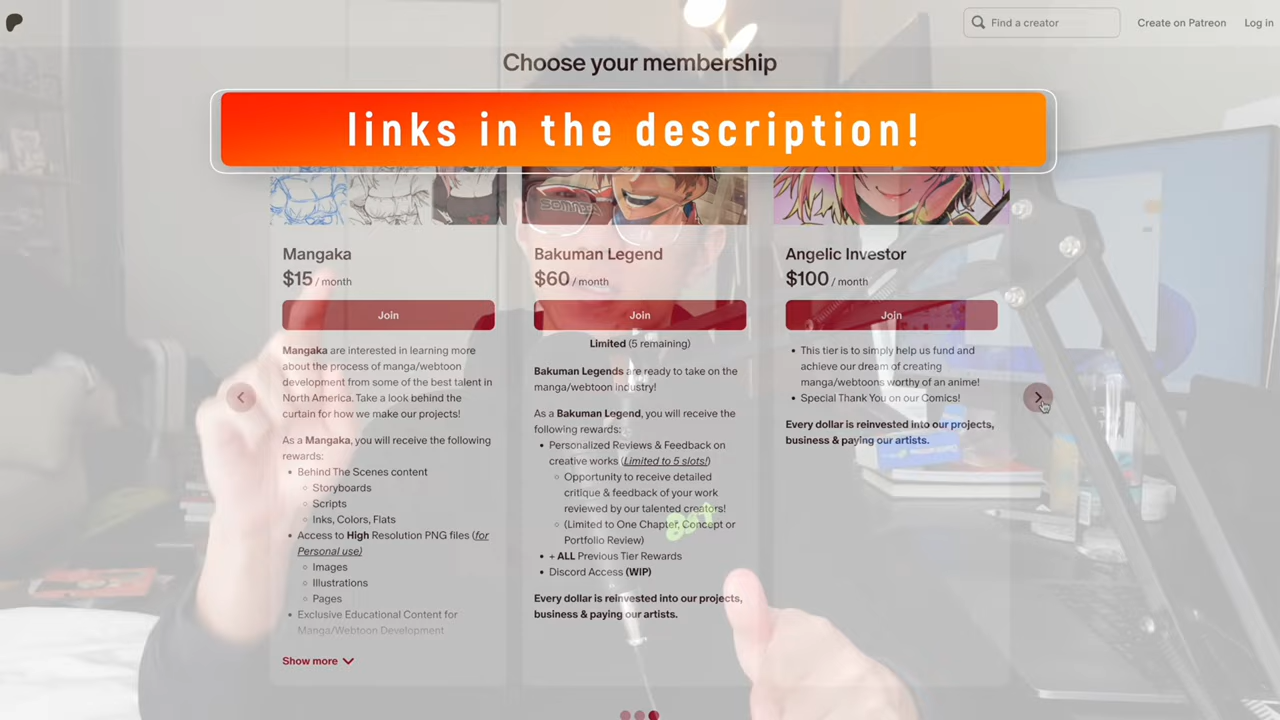 Find a creator
Create on Patreon
Log in
Choose your membership
links in the description!
Mangaka
$15 / month
Join
Mangaka are interested in learning more
about the process of manga/webtoon
development from some of the best talent in
North America. Take a look behind the
curtain for how we make our projects!
As a Mangaka, you will receive the following
rewards:
Behind The Scenes content
Storyboards
Scripts
Inks, Colors, Flats
Access to High Resolution PNG files (for
Personal use)
Images
Illustrations
Pages
Exclusive Educational Content for
Manga/Webtoon Development
Show more
Bakuman Legend
$60 / month
Join
Limited (5 remaining)
Bakuman Legends are ready to take on the
manga/webtoon industry!
As a Bakuman Legend, you will receive the
following rewards:
Personalized Reviews & Feedback on
creative works (Limited to 5 slots!)
Opportunity to receive detailed
critique & feedback of your work
reviewed by our talented creators!
(Limited to One Chapter, Concept or
Portfolio Review)
+ ALL Previous Tier Rewards
Discord Access (WIP)
Every dollar is reinvested into our projects,
business & paying our artists.
Angelic Investor
$100 / month
Join
This tier is to simply help us fund and
achieve our dream of creating
manga/webtoons worthy of an anime!
Special Thank You on our Comics!
Every dollar is reinvested into our projects,
business & paying our artists.